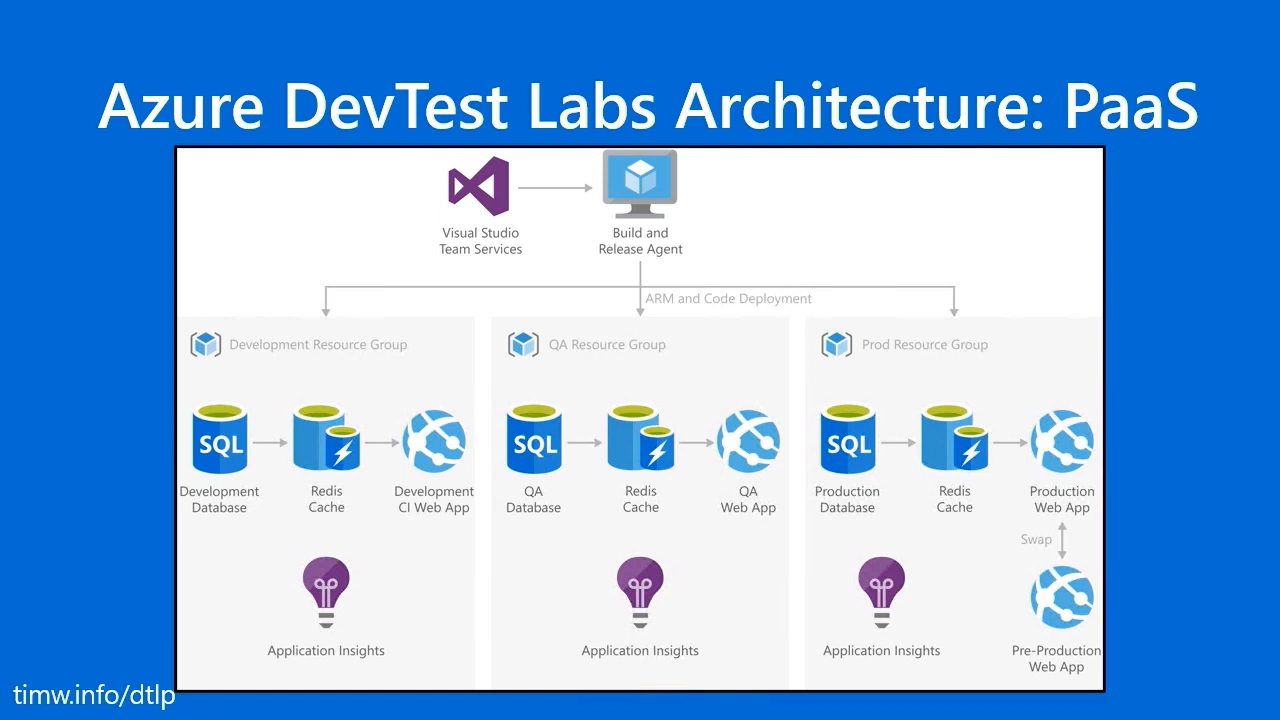 Azure DevTest Labs Architecture: PaaS
Visual Studio
Team Services
Build and
Release Agent
ARM and Code Deployment
Development Resource Group
QA Resource Group
Prod Resource Group
SQL
SQL
SQL
Development
Database
Redis
Cache
Development
CI Web App
QA
Database
Redis
Cache
QA
Web App
Production
Database
Redis
Cache
Production
Web App
Swap
Application Insights
Application Insights
Application Insights
Pre-Production
Web App
timw.info/dtlp